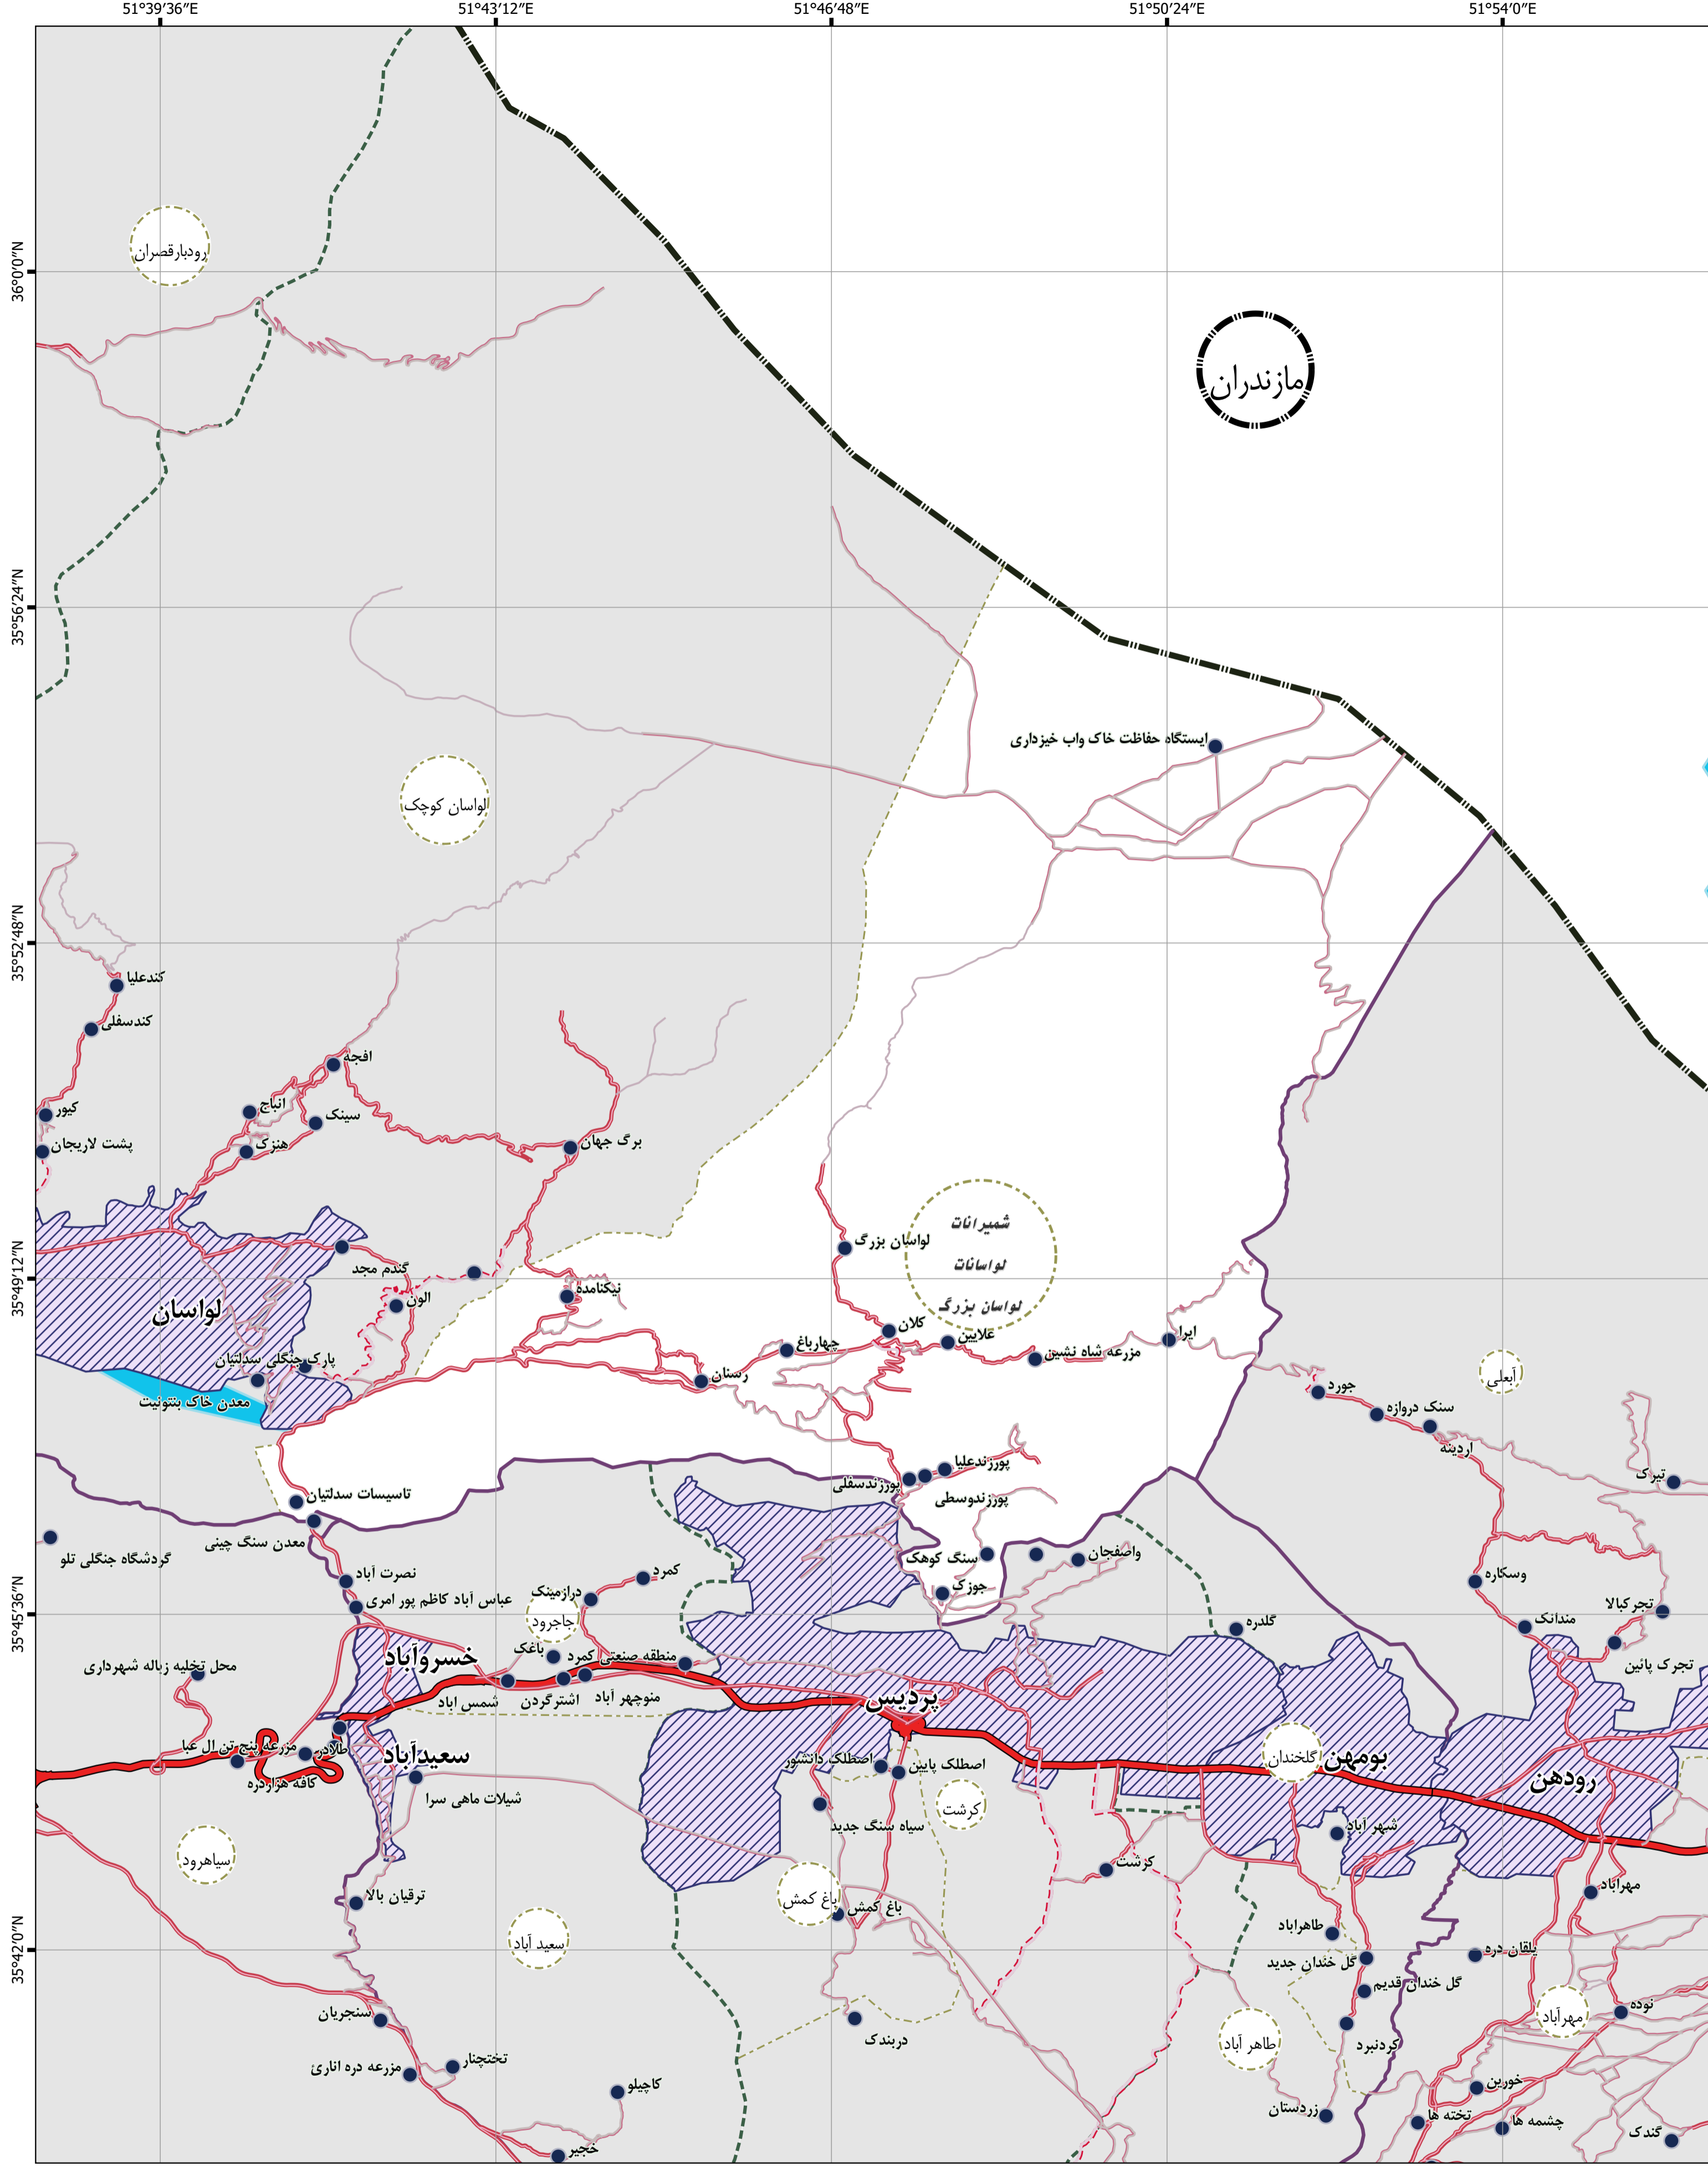 51°39'36"E
51°43'12"E
51°46'48"E
51°50'24"E
51°54'0"E
36°0'0"N
35°56'24"N
35°52'48"N
35°49'12"N
35°45'36"N
35°42'0"N
رودبارقصران
مازندران
ایستگاه حفاظت خاک واب خیزداری
لواسان کوچک
کندعلیا
کندسفلی
افجه
کیور
انباج
سینک
پشت لاریجان
هنزک
برگ جهان
شمیرانات
لواسانات
لواسان بزرگ
لواسان بزرگ
گندم مجد
نیکنامده
الون
لواسان
کلان
علایین
ایرا
چهارباغ
مزرعه شاه نشین
پارک جنگلی سدلتیان
رسنان
معدن خاک بنتونیت
جورد
آبعلی
سنک دروازه
اردینه
تیرک
پورزندعلیا
پورزندسفلی
پورزندوسطی
تاسیسات سدلتیان
معدن سنگ چینی
گردشگاه جنگلی تلو
سنگ کوهک
واصفجان
نصرت آباد
کمرد
جوزک
وسکاره
درازمینک
عباس آباد کاظم پور امری
جاجرود
تجرکبالا
گلدره
مندانک
خسروآباد
باغک
منطقه صنعتی کمرد
محل تخلیه زباله شهرداری
تجرک پائین
شمس اباد
اشترگردن
منوچهر آباد
پردیس
مزرعه پنج تن ال عبا
طلادر
سعیدآباد
اصطلک دانشور
اصطلک پایین
گلخندان
بومهن
رودهن
کافه هزاردره
شیلات ماهی سرا
کرشت
سیاه سنگ جدید
شهر آباد
سیاهرود
کرشت
ترقیان بالا
باغ کمش
باغ کمش
مهراباد
سعید آباد
طاهراباد
یلقان دره
گل خندان جدید
گل خندان قدیم
سنجریان
مهرآباد
نوده
دربندک
طاهر آباد
کردنبرد
تختچنار
مزرعه دره اناری
کاچیلو
خورین
زردستان
تخته ها
چشمه ها
گندک
خجیر